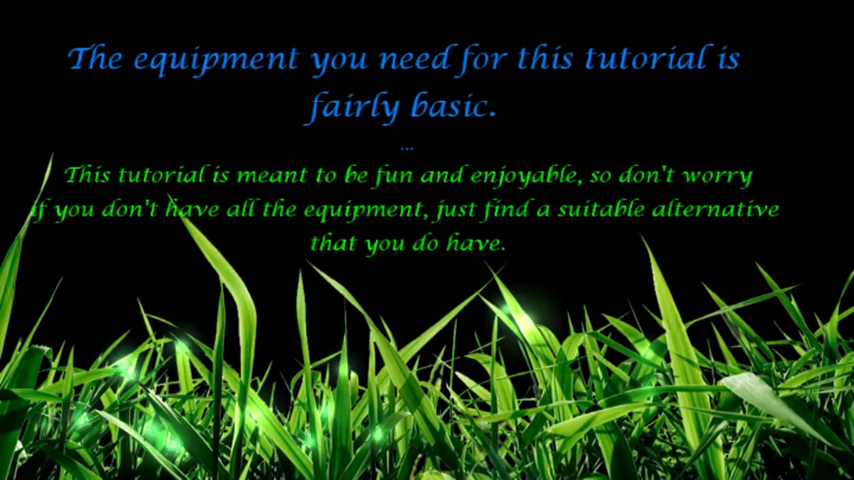 The equipment you need for this tutorial is
fairly basic.
...
This tutorial is meant to be fun and enjoyable, so don't worry
if you don't have all the equipment, just find a suitable alternative
that you do have.